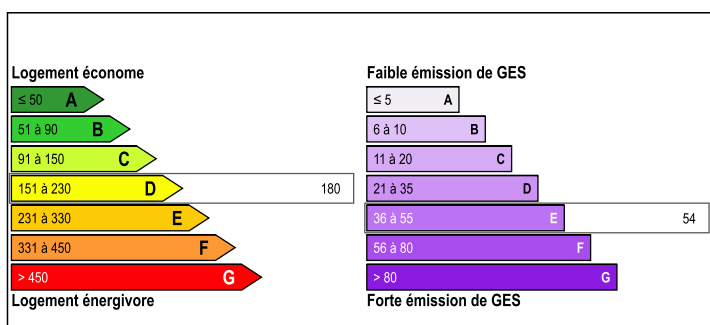 Logement économe
≤ 50 A
51 à 90 B
91 à 150 C
151 à 230 D 180
231 à 330 E
331 à 450 F
> 450 G
Logement énergivore
Faible émission de GES
≤ 5 A
6 à 10 B
11 à 20 C
21 à 35 D
36 à 55 E 54
56 à 80 F
> 80 G
Forte émission de GES